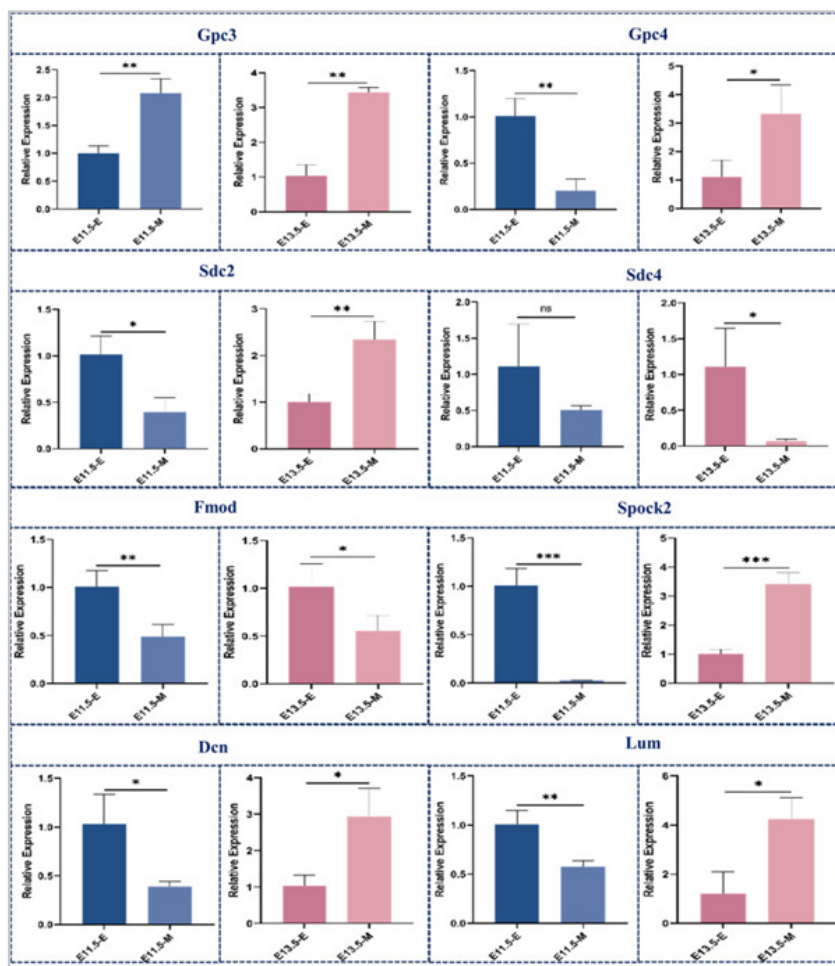 Gpc3
Gpc4
Relative Expression
2.5
2.0
1.5
1.0
0.5
0.0
**
E11.5-E
E11.5-M
Relative Expression
4
3
2
1
0
**
E13.5-E
E13.5-M
Relative Expression
1.5
1.0
0.5
0.0
**
E11.5-E
E11.5-M
Relative Expression
5
4
3
2
1
0
*
E13.5-E
E13.5-M
Sdc2
Sdc4
Relative Expression
1.5
1.0
0.5
0.0
*
E11.5-E
E11.5-M
Relative Expression
3
2
1
0
**
E13.5-E
E13.5-M
Relative Expression
2.0
1.5
1.0
0.5
0.0
ns
E11.5-E
E11.5-M
Relative Expression
2.0
1.5
1.0
0.5
0.0
*
E13.5-E
E13.5-M
Fmod
Spock2
Relative Expression
1.5
1.0
0.5
0.0
**
E11.5-E
E11.5-M
Relative Expression
1.5
1.0
0.5
0.0
*
E13.5-E
E13.5-M
Relative Expression
1.5
1.0
0.5
0.0
***
E11.5-E
E11.5-M
Relative Expression
5
4
3
2
1
0
***
E13.5-E
E13.5-M
Dcn
Lum
Relative Expression
1.5
1.0
0.5
0.0
*
E11.5-E
E11.5-M
Relative Expression
4
3
2
1
0
*
E13.5-E
E13.5-M
Relative Expression
1.5
1.0
0.5
0.0
**
E11.5-E
E11.5-M
Relative Expression
6
4
2
0
*
E13.5-E
E13.5-M